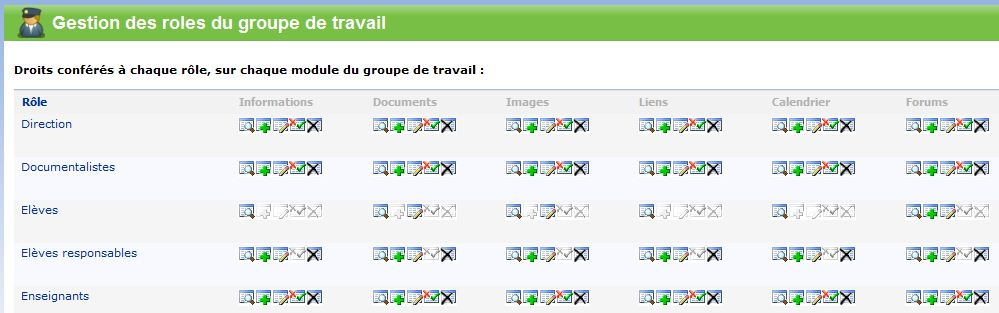 Gestion des roles du groupe de travail
Droits conférés à chaque rôle, sur chaque module du groupe de travail :
Rôle Informations Documents Images Liens Calendrier Forums
Direction
Documentalistes
Elèves
Elèves responsables
Enseignants